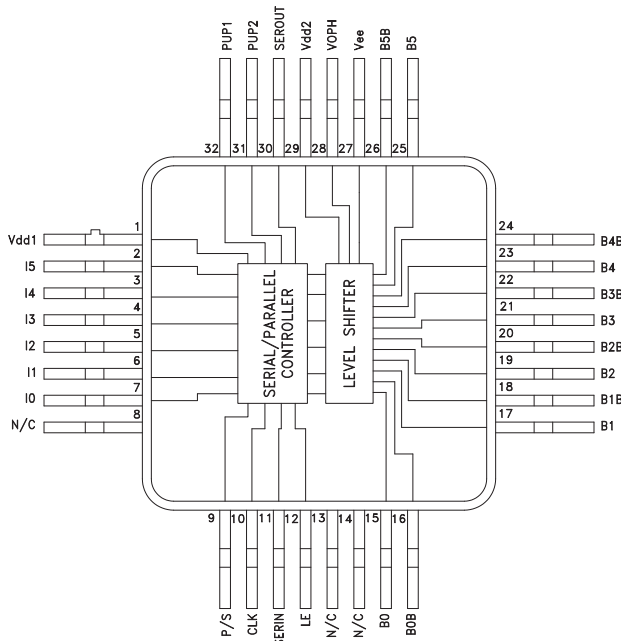 PUP1
PUP2
SEROUT
Vdd2
VOPH
Vee
B5B
B5
32
31
30
29
28
27
26
25
Vdd1
1
I5
2
I4
3
I3
4
I2
5
I1
6
I0
7
N/C
8
SERIAL/PARALLEL
CONTROLLER
LEVEL SHIFTER
24
B4B
23
B4
22
B3B
21
B3
20
B2B
19
B2
18
B1B
17
B1
9
10
11
12
13
14
15
16
P/S
CLK
SERIN
LE
N/C
N/C
B0
B0B